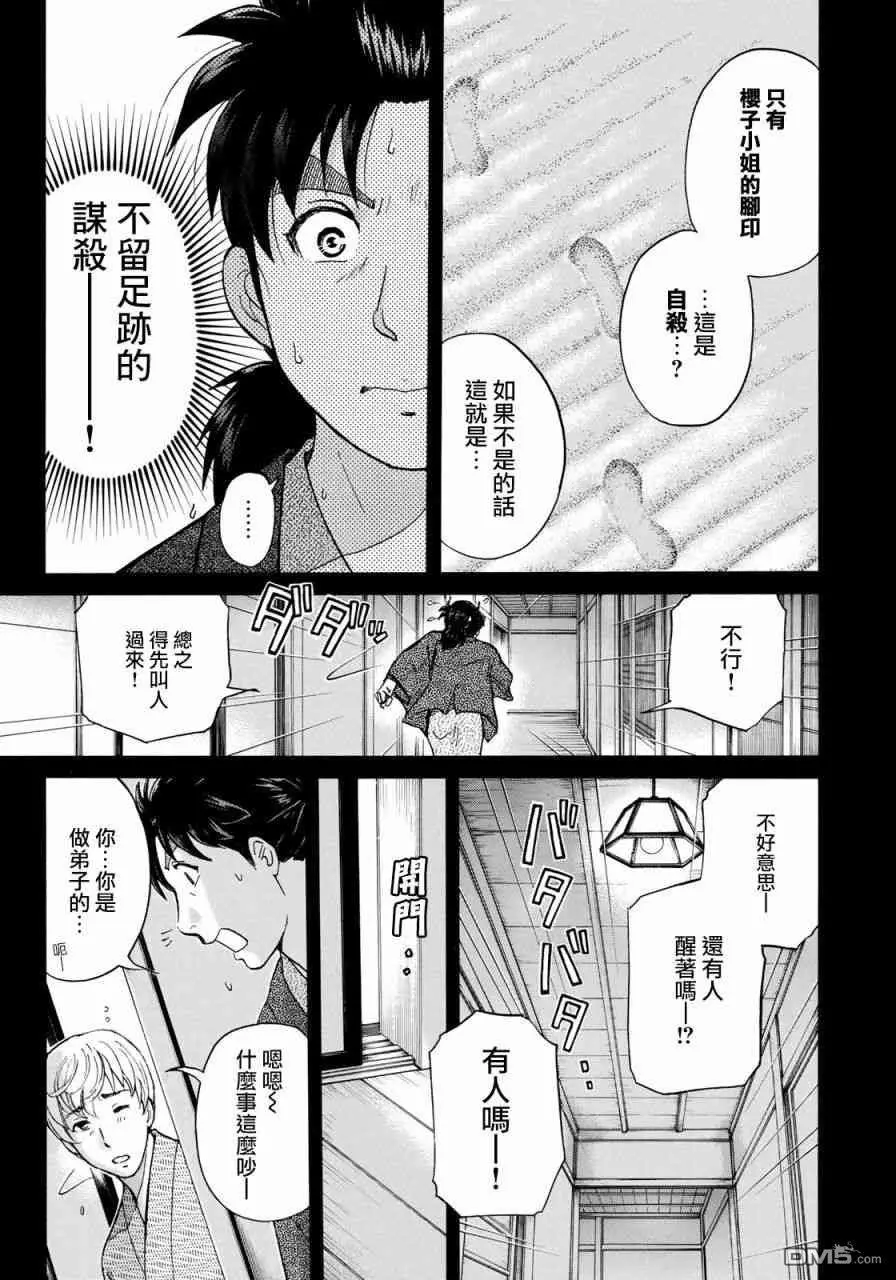 只有
櫻子小姐的腳印
…這是
自殺…?
如果不是的話
這就是…
不留足跡的
謀殺——!
……
不行!
ダダダ
總之
得先叫人
過來!
不好意思—
還有人
醒著嗎—!?
バタバタ
有人嗎—!
開門
嗯嗯~
什麼事這麼吵—
你…你是
做弟子的…
呃—
DM5.com